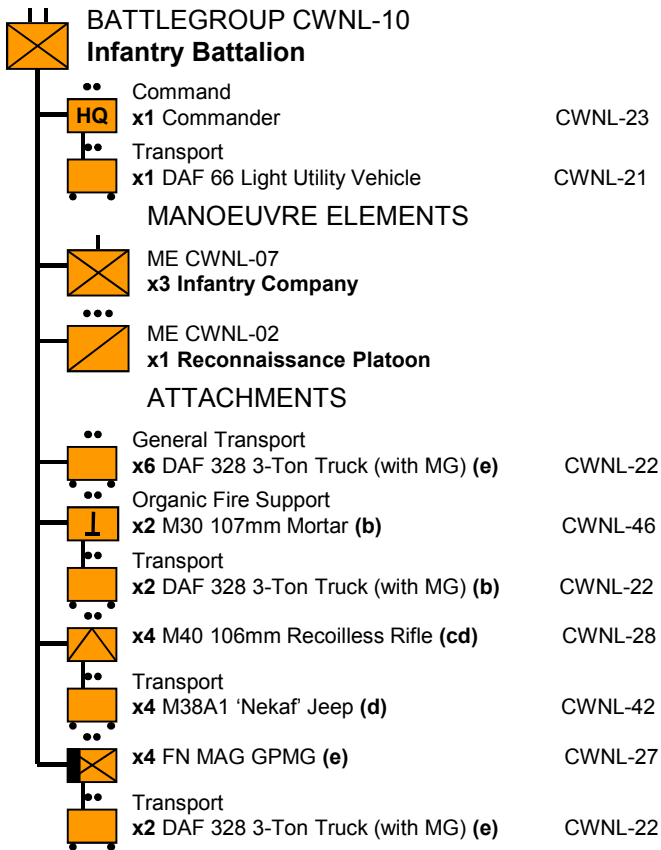 BATTLEGROUP CWNL-10
Infantry Battalion
Command
HQ x1 Commander CWNL-23
Transport
x1 DAF 66 Light Utility Vehicle CWNL-21
MANOEUVRE ELEMENTS
ME CWNL-07
x3 Infantry Company
ME CWNL-02
x1 Reconnaissance Platoon
ATTACHMENTS
General Transport
x6 DAF 328 3-Ton Truck (with MG) (e) CWNL-22
Organic Fire Support
x2 M30 107mm Mortar (b) CWNL-46
Transport
x2 DAF 328 3-Ton Truck (with MG) (b) CWNL-22
x4 M40 106mm Recoilless Rifle (cd) CWNL-28
Transport
x4 M38A1 ‘Nekaf’ Jeep (d) CWNL-42
x4 FN MAG GPMG (e) CWNL-27
Transport
x2 DAF 328 3-Ton Truck (with MG) (e) CWNL-22